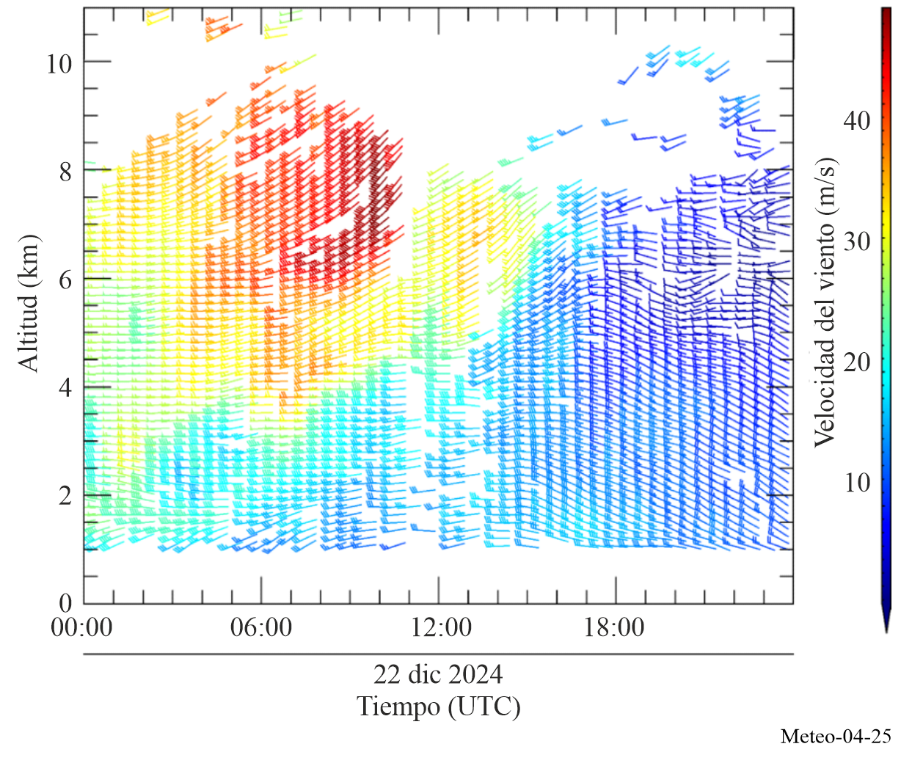 10
8
6
4
2
0
Altitud (km)
00:00 06:00 12:00 18:00
22 dic 2024
Tiempo (UTC)
40
30
20
10
Velocidad del viento (m/s)
Meteo-04-25